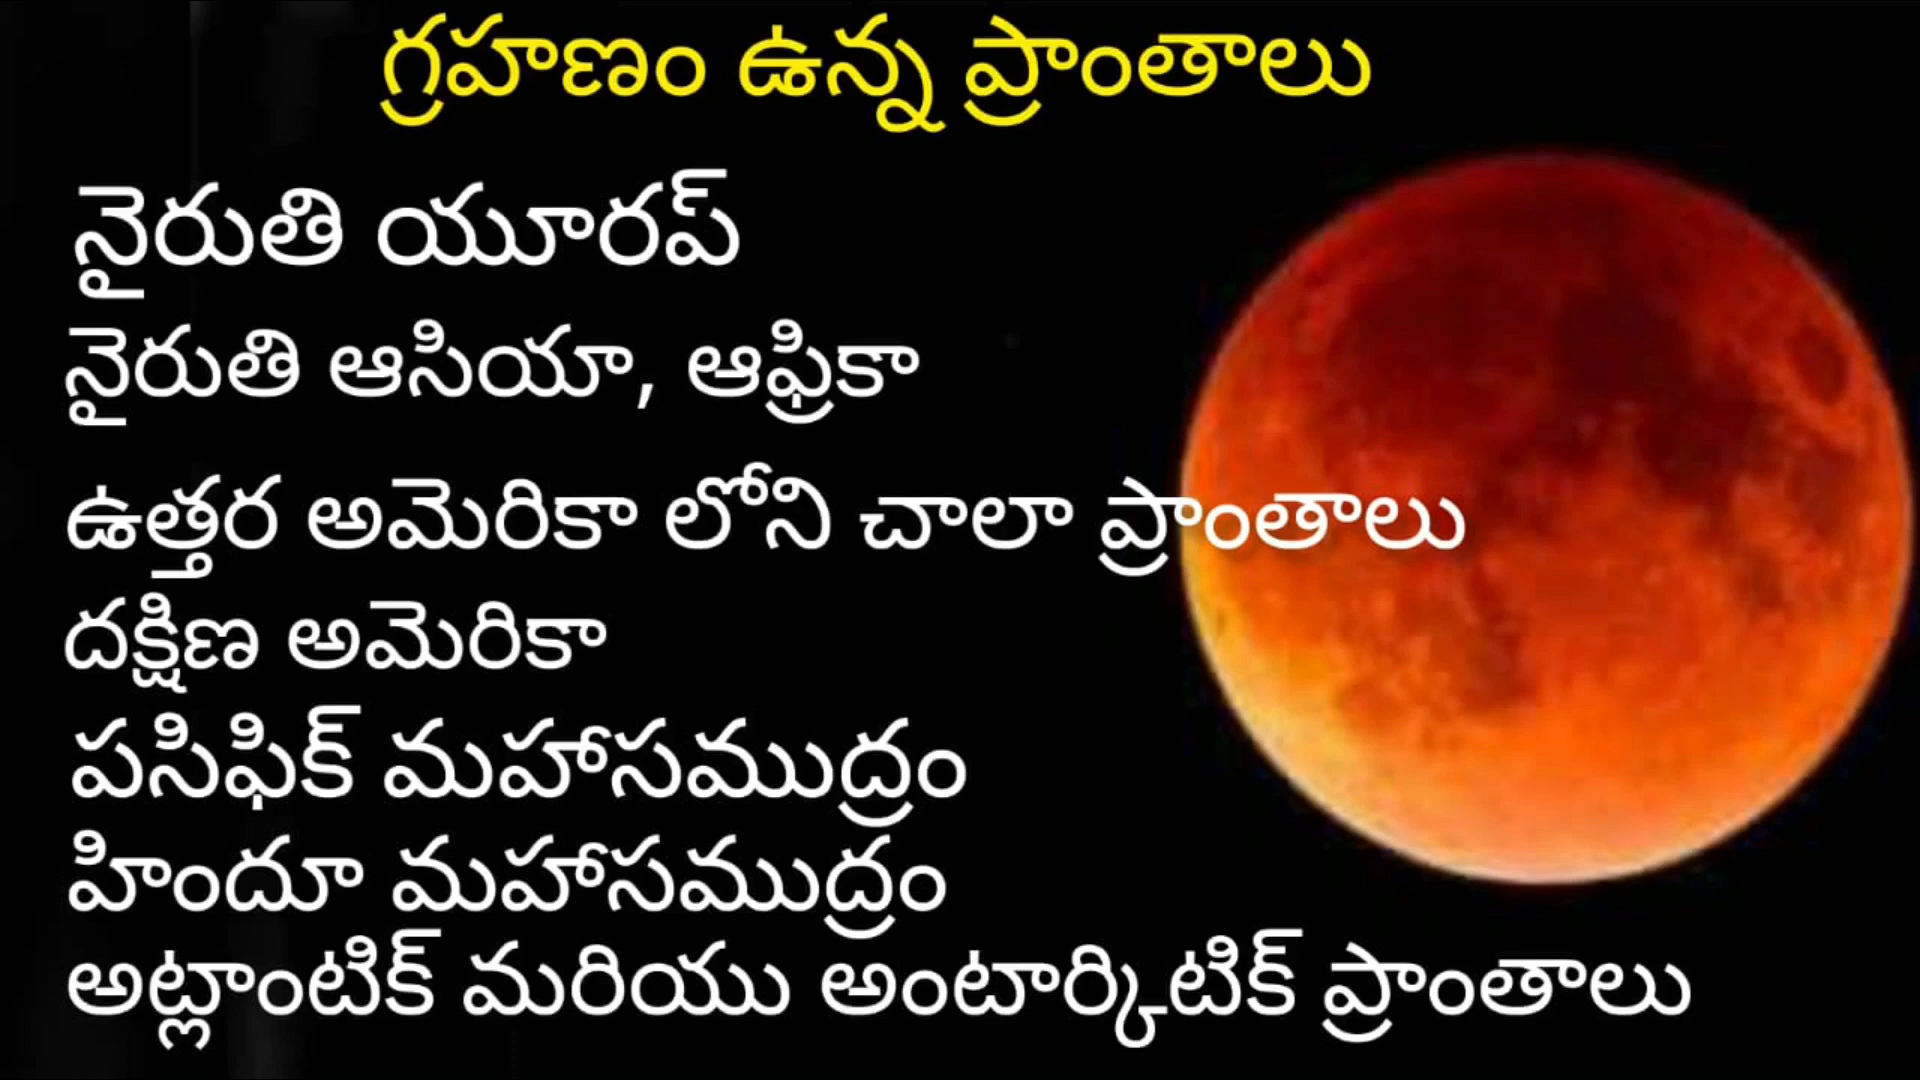 గ్రహణం ఉన్న ప్రాంతాలు
నైరుతి యూరప్
నైరుతి ఆసియా, ఆఫ్రికా
ఉత్తర అమెరికా లోని చాలా ప్రాంతాలు
దక్షిణ అమెరికా
పసిఫిక్ మహాసముద్రం
హిందూ మహాసముద్రం
అట్లాంటిక్ మరియు అంటార్కిటిక్ ప్రాంతాలు